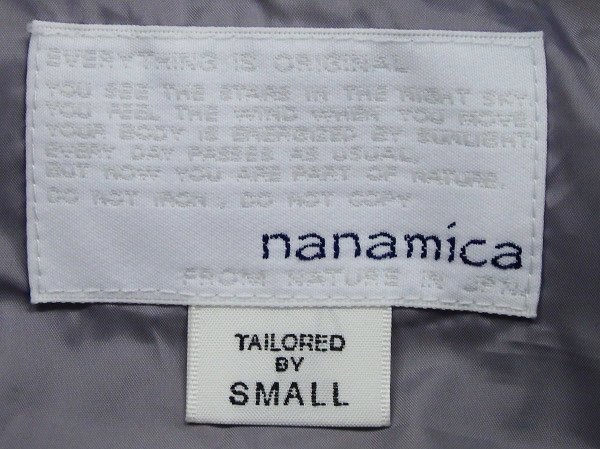 EVERYTHING IS ORIGINAL
YOU SEE THE STARS IN THE NIGHT SKY
YOU FEEL THE WIND WHEN YOU MOVE.
YOUR BODY IS ENERGIZED BY SUNLIGHT.
EVERY DAY PASSES AS USUAL,
BUT NOW YOU ARE PART OF NATURE.
DO NOT IRON, DO NOT COPY
nanamica
FROM NATURE IN
TAILORED
BY
SMALL